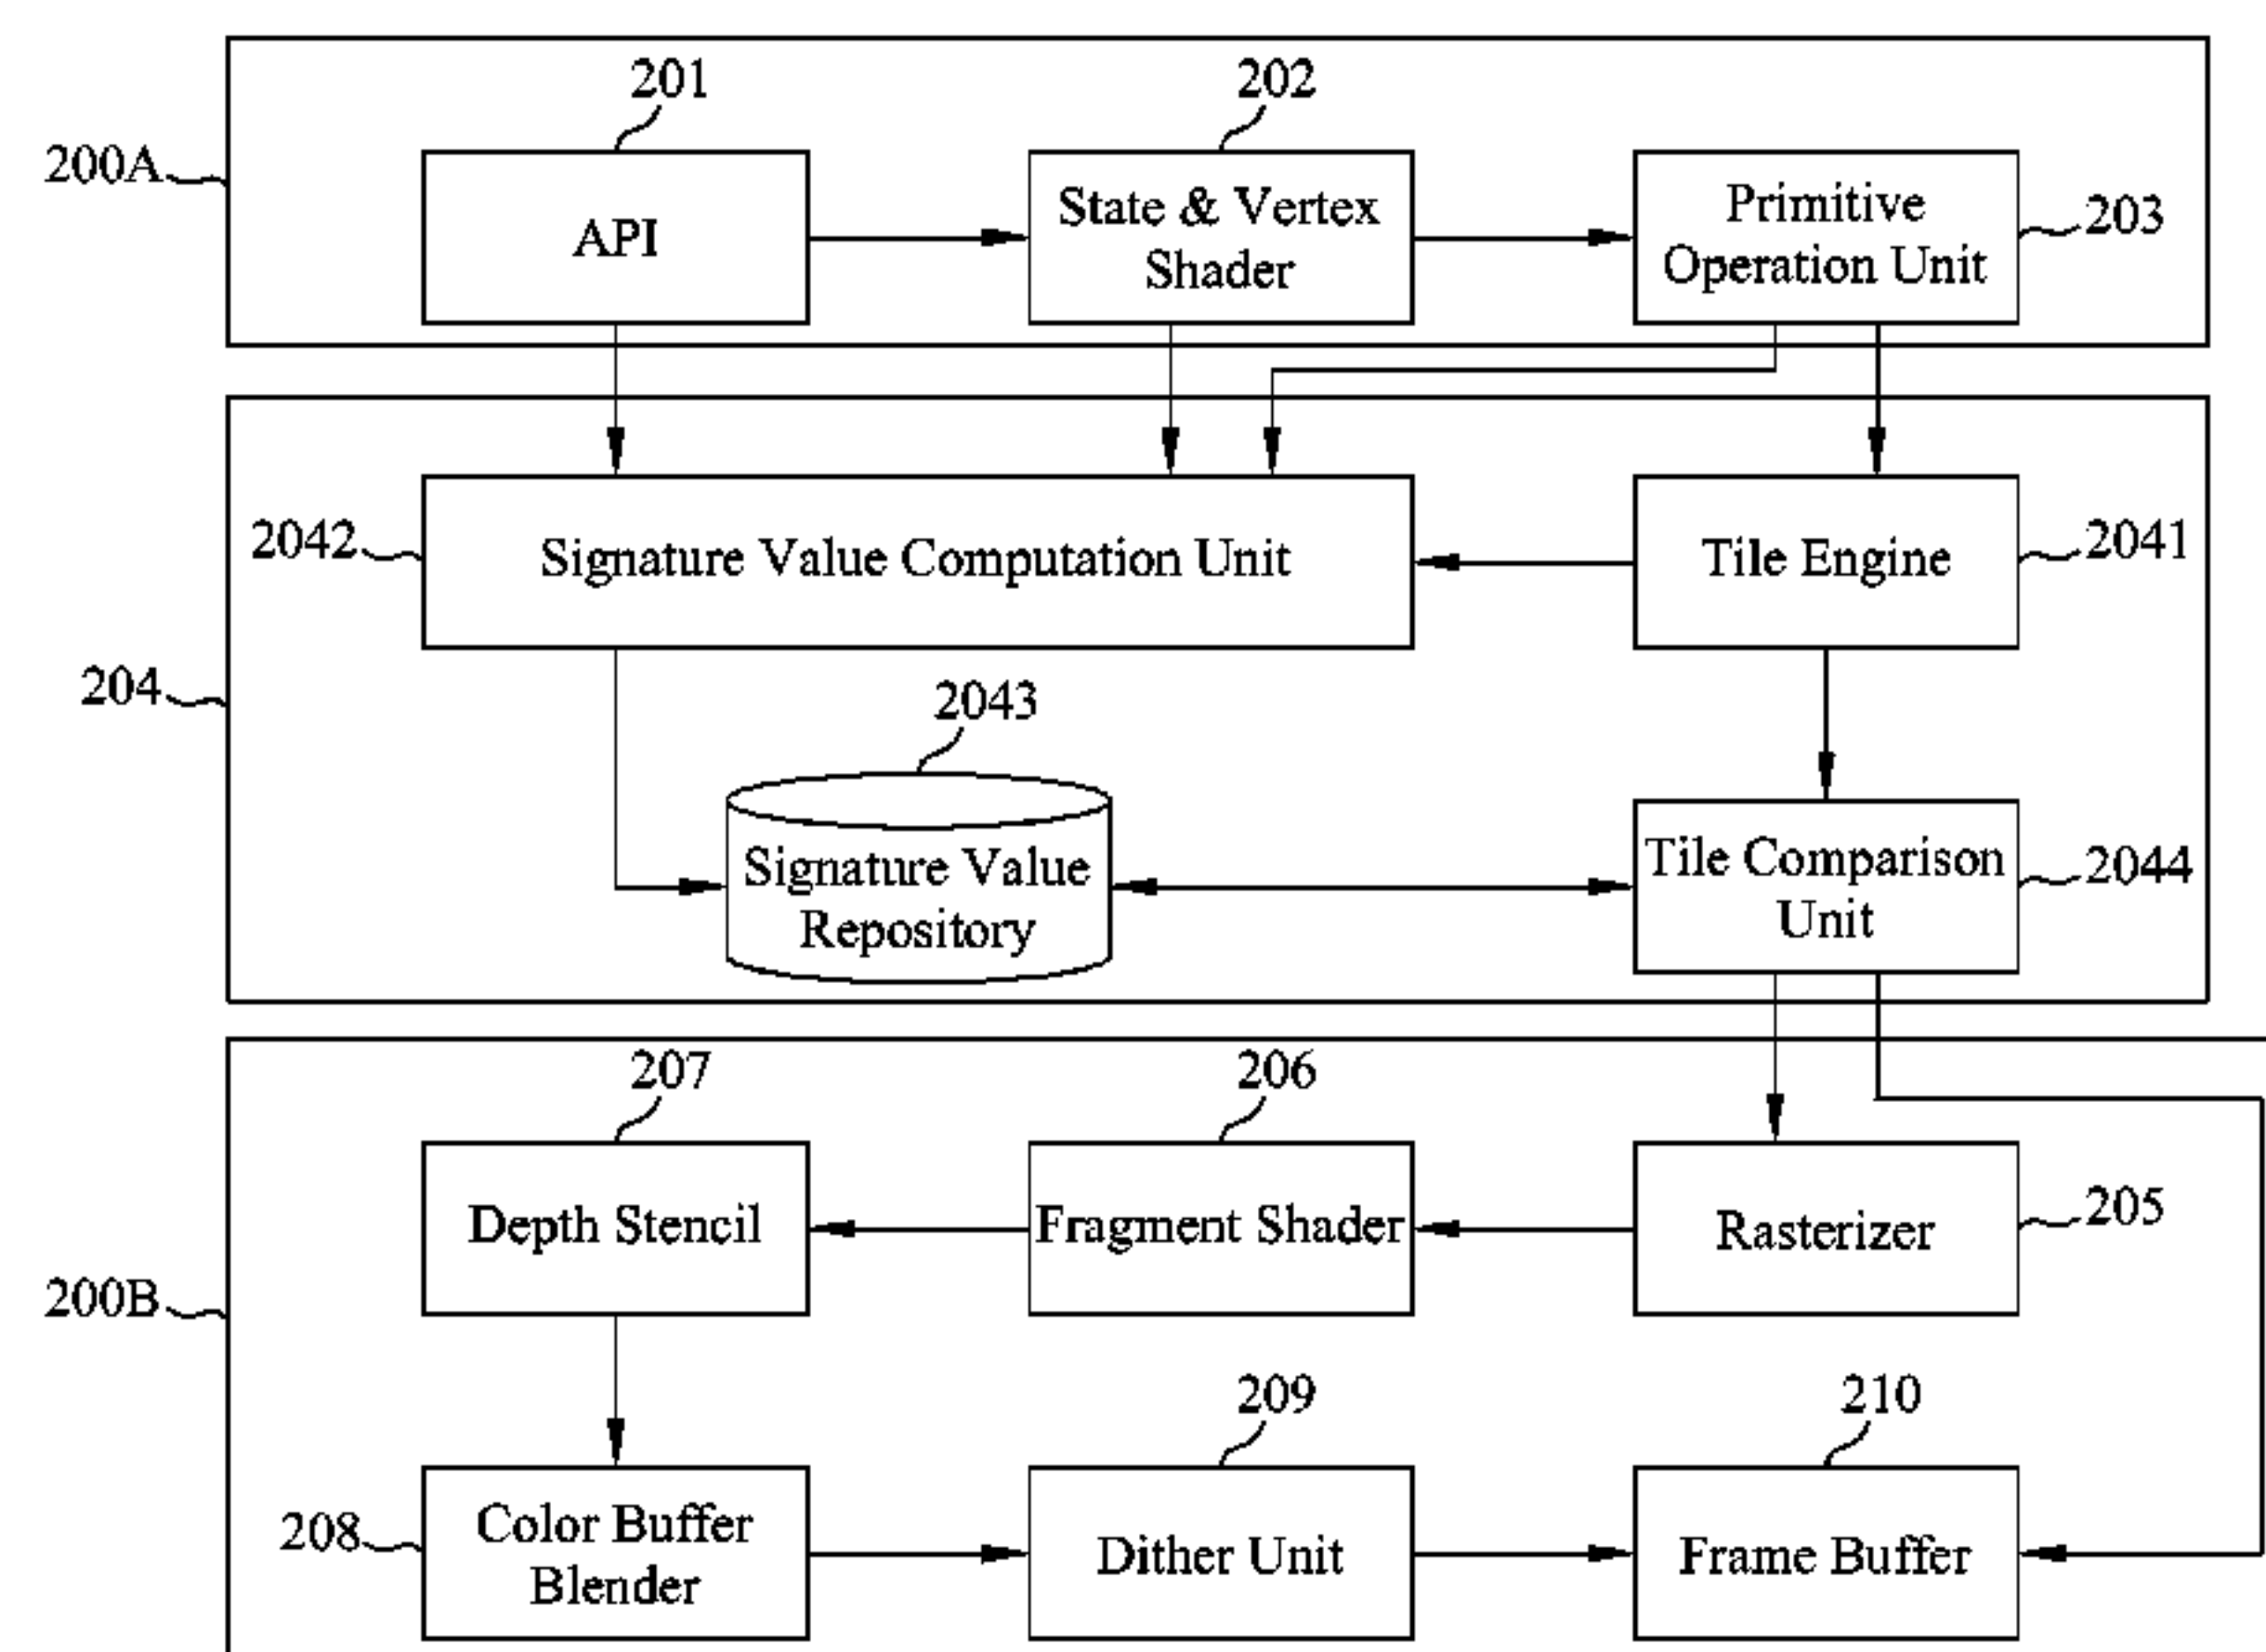 201
202
200A
API
State & Vertex
Shader
Primitive
Operation Unit
203
2042
Signature Value Computation Unit
Tile Engine
2041
204
2043
Signature Value
Repository
Tile Comparison
Unit
2044
207
206
Depth Stencil
Fragment Shader
Rasterizer
205
200B
209
210
208
Color Buffer
Blender
Dither Unit
Frame Buffer